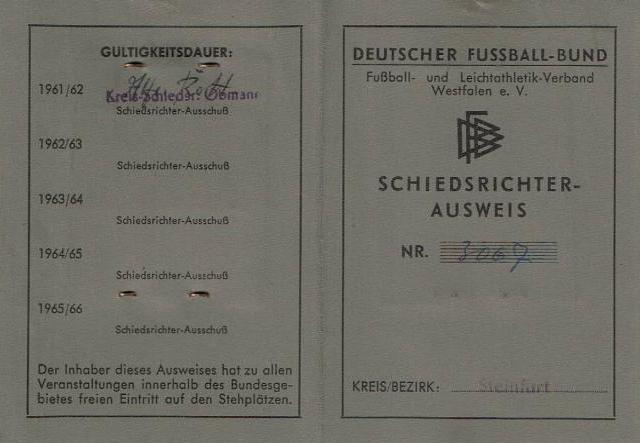 GÜLTIGKEITSDAUER:
1961/62
Kreis-Schiedsr.-Obmann
Schiedsrichter-Ausschuß
1962/63
Schiedsrichter-Ausschuß
1963/64
Schiedsrichter-Ausschuß
1964/65
Schiedsrichter-Ausschuß
1965/66
Schiedsrichter-Ausschuß
Der Inhaber dieses Ausweises hat zu allen
Veranstaltungen innerhalb des Bundesge-
bietes freien Eintritt auf den Stehplätzen.
DEUTSCHER FUSSBALL-BUND
Fußball- und Leichtathletik-Verband
Westfalen e. V.
DFB
SCHIEDSRICHTER-
AUSWEIS
NR. 3067
KREIS/BEZIRK: Steinfurt